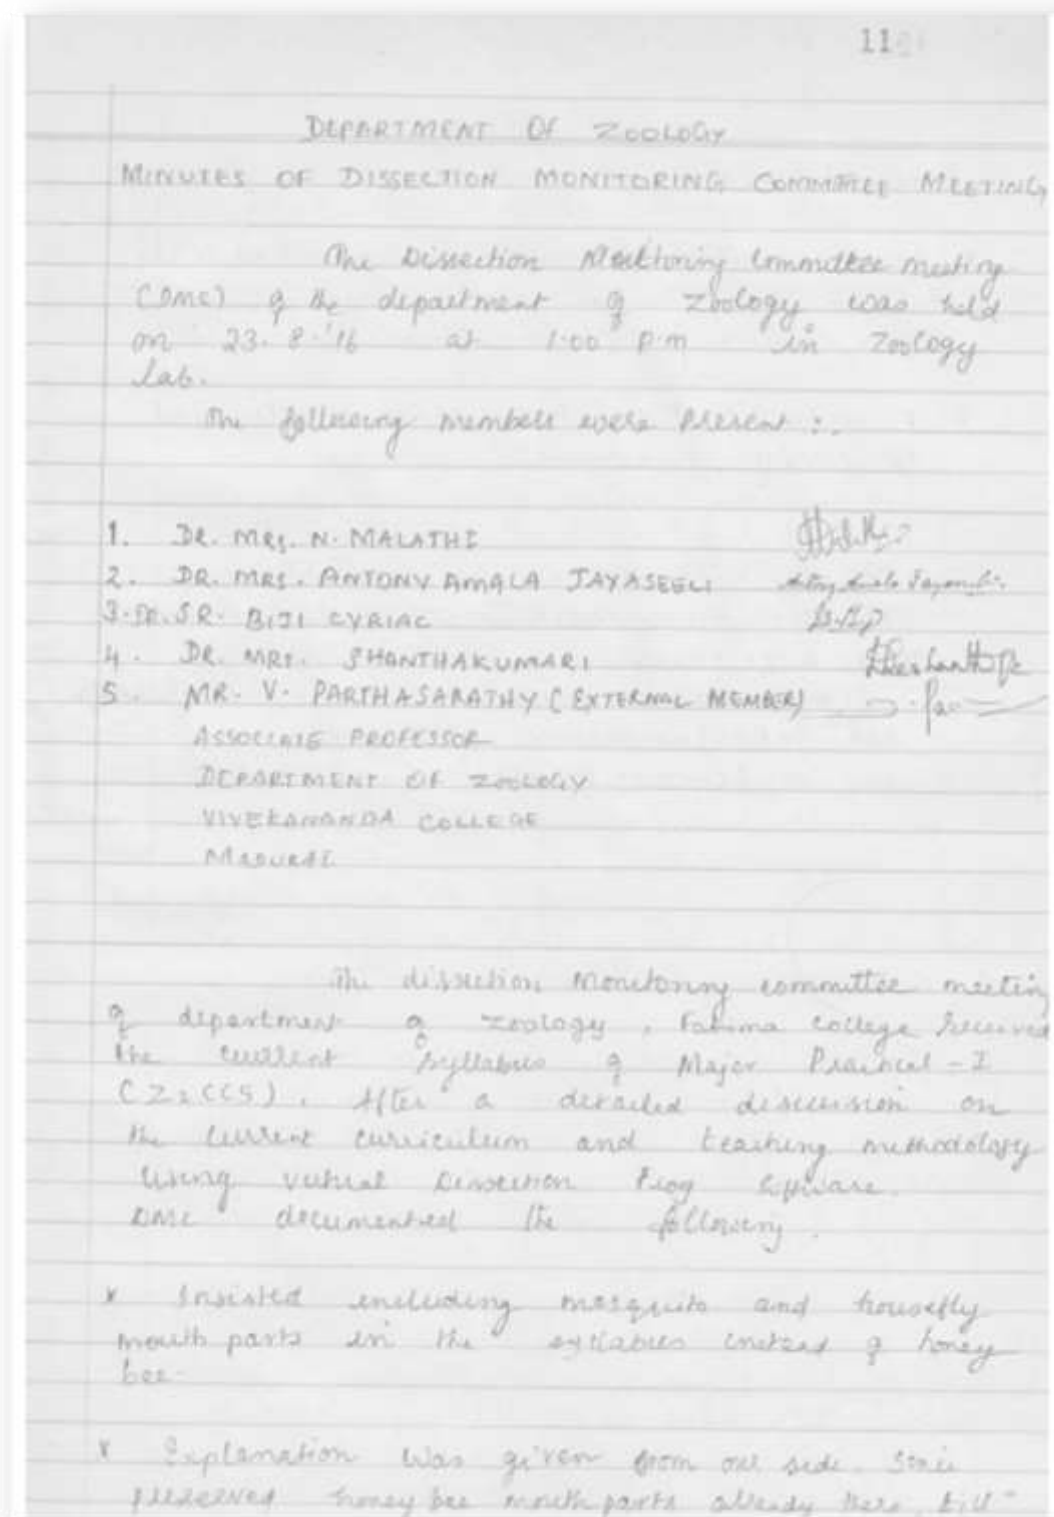 11
DEPARTMENT OF ZOOLOGY
MINUTES OF DISSECTION MONITORING COMMITTEE MEETING
The Dissection Monitoring Committee meeting
(DMC) of the department of Zoology was held
on 23.8.'16 at 1.00 p.m in Zoology
lab.
The following members were Present :-
1. DR. MRS. N. MALATHI
2. DR. MRS. ANTONY AMALA JAYASEELI
3. DR. SR. BIJI CYRIAC
4. DR. MRS. SHANTHAKUMARI
5. MR. V. PARTHASARATHY (EXTERNAL MEMBER)
ASSOCIATE PROFESSOR
DEPARTMENT OF ZOOLOGY
VIVEKANANDA COLLEGE
MADURAI
The dissection monitoring committee meeting
of department of zoology, Fatima College
the current syllabus of Major Practical - I
After a detailed discussion on
the current curriculum and teaching methodology
using virtual Dissection Frog software.
DMC documented the following.
* Insisted including mosquito and housefly
mouth parts in the syllabus instead of honey
bee.
* Explanation was given from our side. Since
preserved honey bee mouth parts already there, till